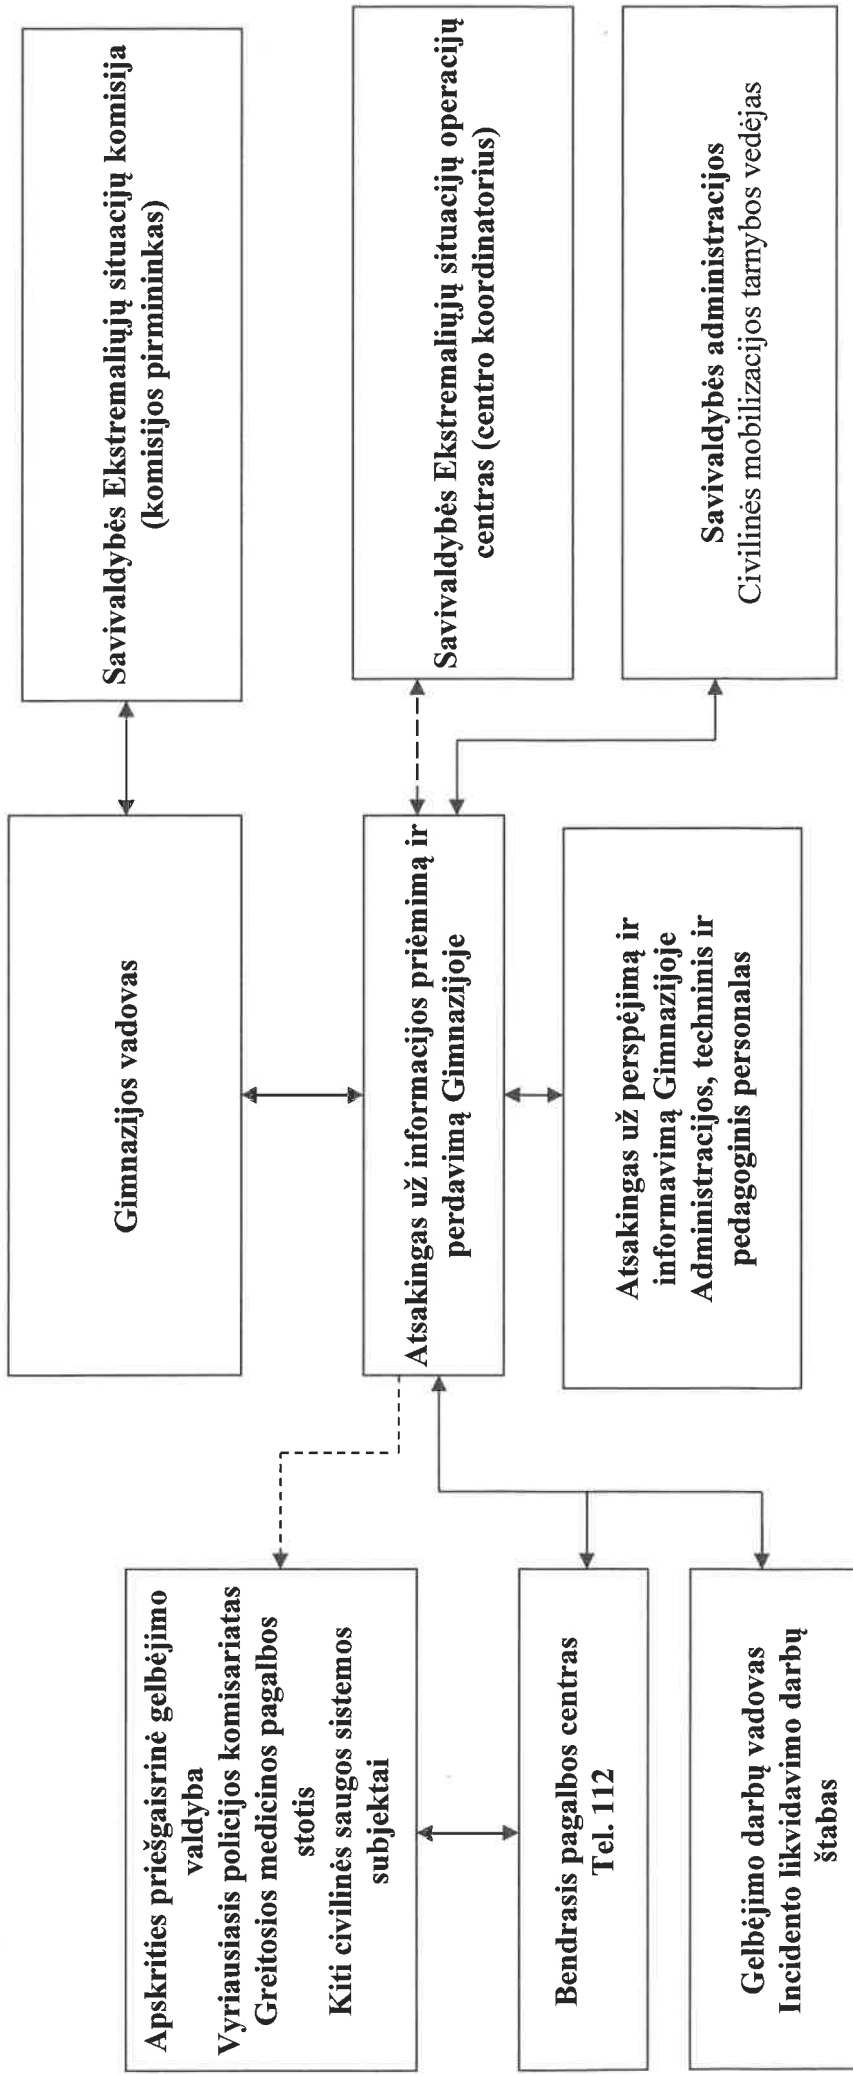 Apskrities priešgaisrinė gelbėjimo
valdyba
Vyriausiasis policijos komisariatas
Greitosios medicinos pagalbos
stotis
Kiti civilinės saugos sistemos
subjektai
Bendrasis pagalbos centras
Tel. 112
Gelbėjimo darbų vadovas
Incidento likvidavimo darbų
štabas
Gimnazijos vadovas
Atsakingas už informacijos priėmimą ir
perdavimą Gimnazijoje
Atsakingas už perspėjimą ir
informavimą Gimnazijoje
Administracijos, techninis ir
pedagoginis personalas
Savivaldybės Ekstremaliųjų situacijų komisija
(komisijos pirmininkas)
Savivaldybės Ekstremaliųjų situacijų operacijų
centras (centro koordinatorius)
Savivaldybės administracijos
Civilinės mobilizacijos tarnybos vedėjas